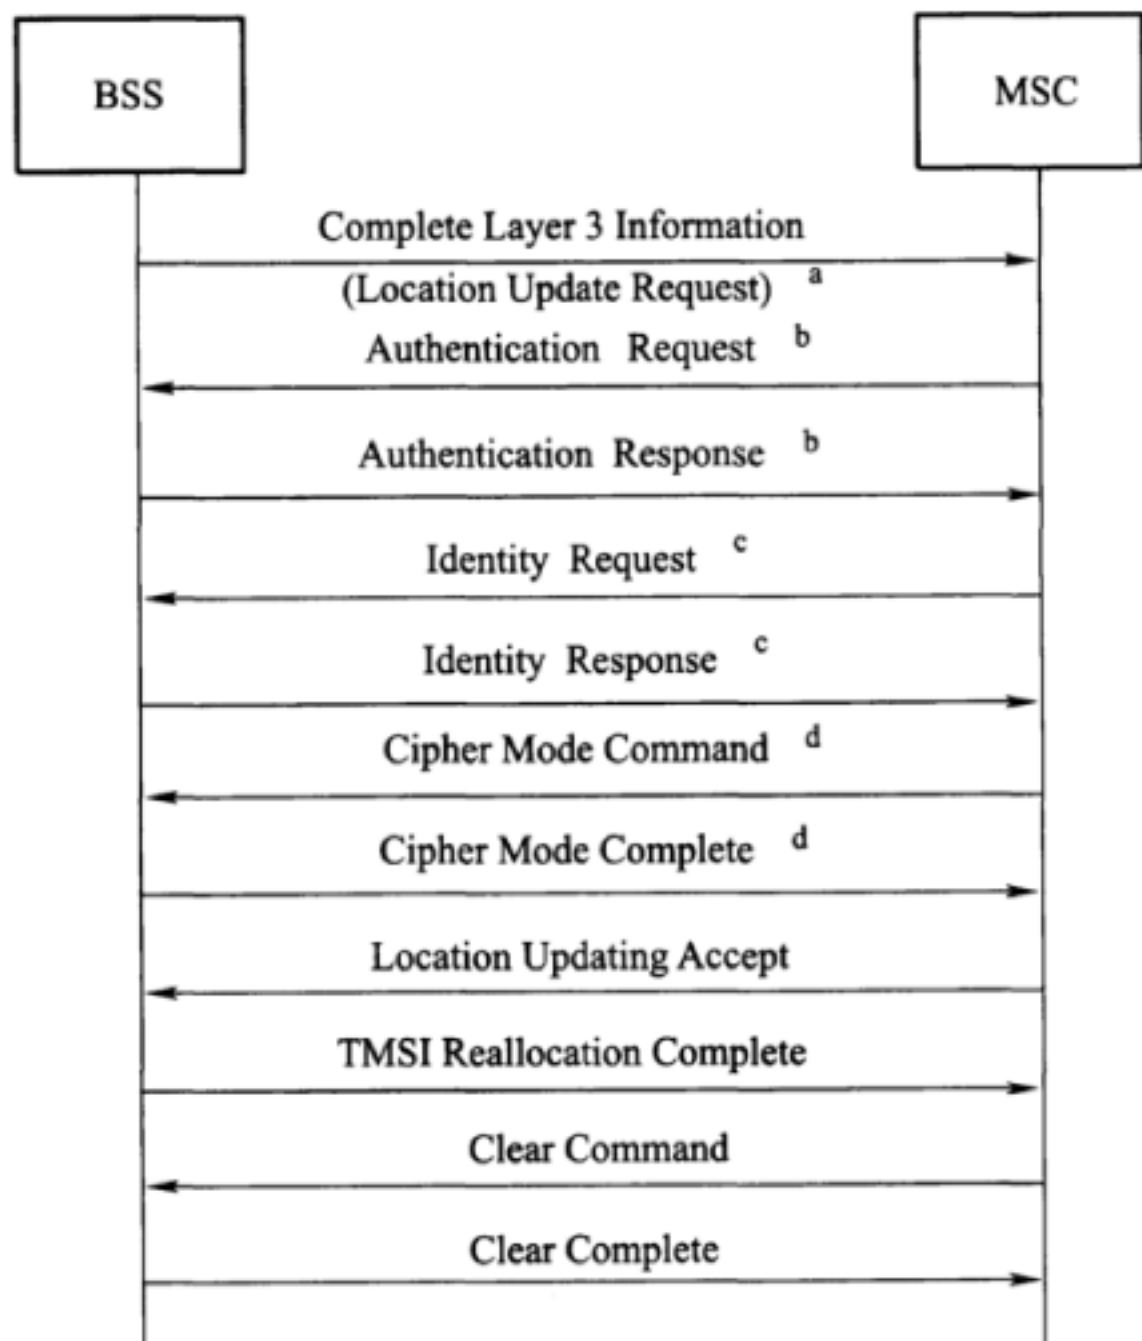 BSS
MSC
Complete Layer 3 Information
(Location Update Request) a
Authentication Request b
Authentication Response b
Identity Request c
Identity Response c
Cipher Mode Command d
Cipher Mode Complete d
Location Updating Accept
TMSI Reallocation Complete
Clear Command
Clear Complete